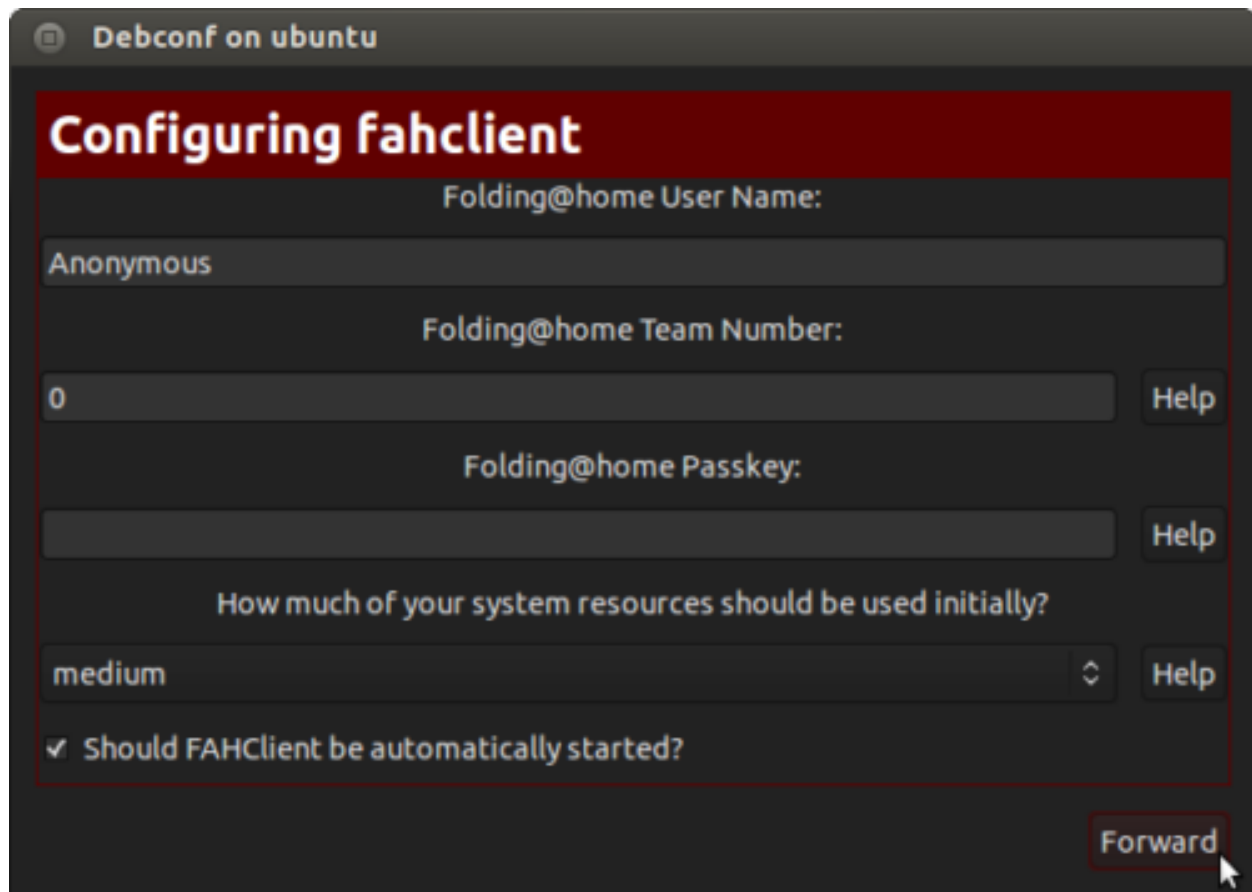 Debconf on ubuntu
Configuring fahclient
Folding@home User Name:
Anonymous
Folding@home Team Number:
0
Help
Folding@home Passkey:
Help
How much of your system resources should be used initially?
medium
Help
Should FAHClient be automatically started?
Forward